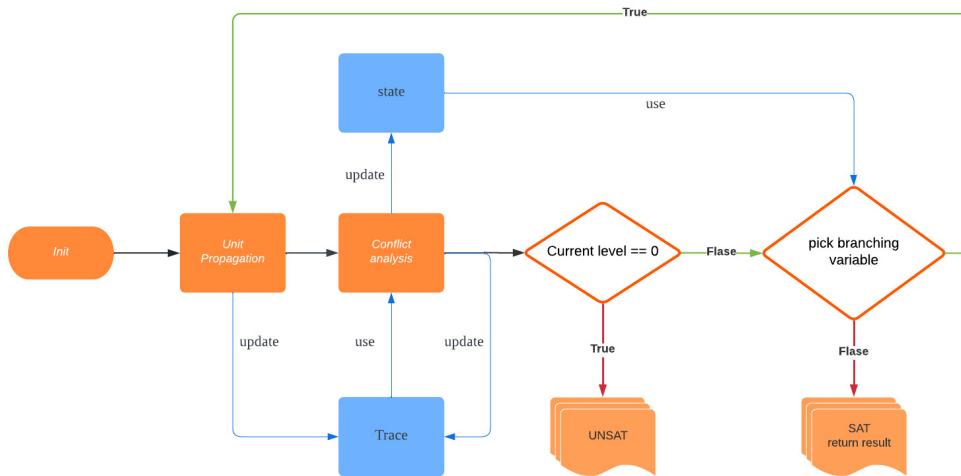 True
state
use
update
Init
Unit
Propagation
Conflict
analysis
Current level == 0
Flase
pick branching
variable
update
use
update
True
Flase
Trace
UNSAT
SAT
return result